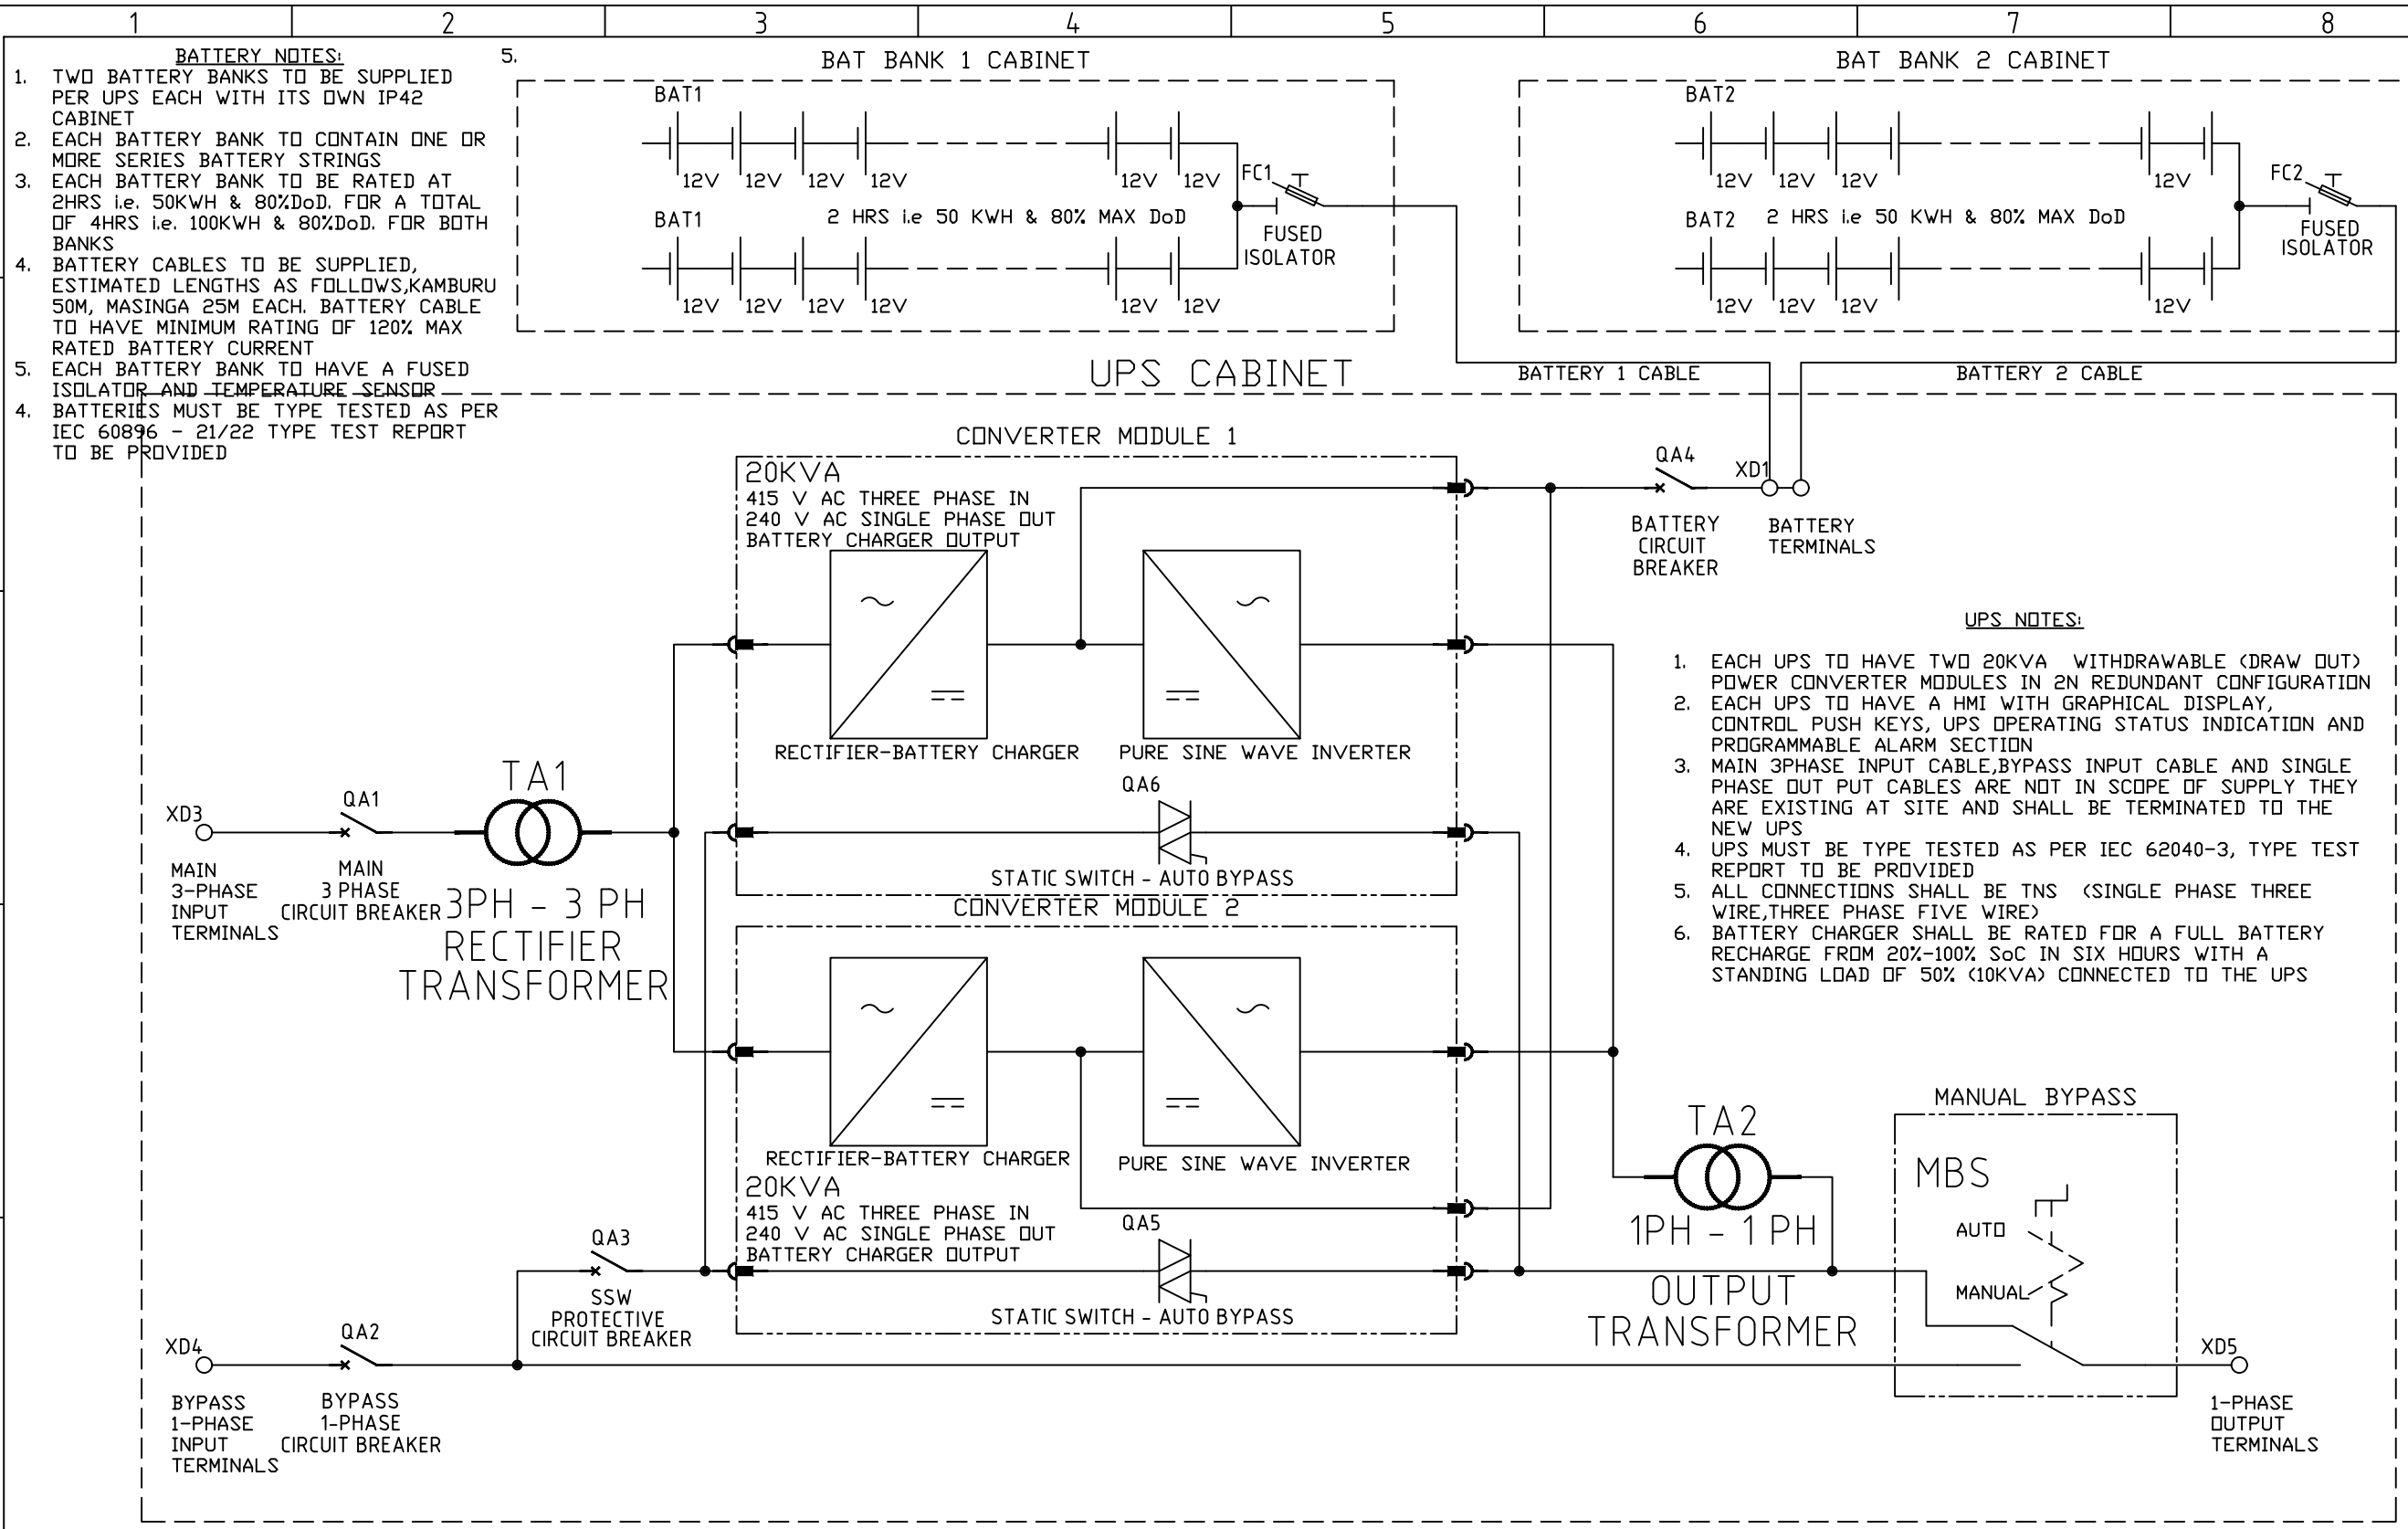 1 2 3 4 5 6 7 8
BATTERY NOTES:
1. TWO BATTERY BANKS TO BE SUPPLIED
PER UPS EACH WITH ITS OWN IP42
CABINET
2. EACH BATTERY BANK TO CONTAIN ONE OR
MORE SERIES BATTERY STRINGS
3. EACH BATTERY BANK TO BE RATED AT
2HRS i.e. 50KWH & 80%DoD. FOR A TOTAL
OF 4HRS i.e. 100KWH & 80%DoD. FOR BOTH
BANKS
4. BATTERY CABLES TO BE SUPPLIED,
ESTIMATED LENGTHS AS FOLLOWS,KAMBURU
50M, MASINGA 25M EACH. BATTERY CABLE
TO HAVE MINIMUM RATING OF 120% MAX
RATED BATTERY CURRENT
5. EACH BATTERY BANK TO HAVE A FUSED
ISOLATOR AND TEMPERATURE SENSOR
4. BATTERIES MUST BE TYPE TESTED AS PER
IEC 60896 - 21/22 TYPE TEST REPORT
TO BE PROVIDED
5.
BAT BANK 1 CABINET
BAT1
12V 12V 12V 12V 12V 12V
FC1
BAT1 2 HRS i.e 50 KWH & 80% MAX DoD
FUSED
ISOLATOR
12V 12V 12V 12V 12V 12V
BAT BANK 2 CABINET
BAT2
12V 12V 12V 12V
FC2
BAT2 2 HRS i.e 50 KWH & 80% MAX DoD
FUSED
ISOLATOR
12V 12V 12V 12V
UPS CABINET
BATTERY 1 CABLE
BATTERY 2 CABLE
CONVERTER MODULE 1
20KVA
415 V AC THREE PHASE IN
240 V AC SINGLE PHASE OUT
BATTERY CHARGER OUTPUT
RECTIFIER-BATTERY CHARGER
PURE SINE WAVE INVERTER
QA6
STATIC SWITCH - AUTO BYPASS
QA4
XD1
BATTERY
CIRCUIT
BREAKER
BATTERY
TERMINALS
UPS NOTES:
1. EACH UPS TO HAVE TWO 20KVA WITHDRAWABLE (DRAW OUT)
POWER CONVERTER MODULES IN 2N REDUNDANT CONFIGURATION
2. EACH UPS TO HAVE A HMI WITH GRAPHICAL DISPLAY,
CONTROL PUSH KEYS, UPS OPERATING STATUS INDICATION AND
PROGRAMMABLE ALARM SECTION
3. MAIN 3PHASE INPUT CABLE,BYPASS INPUT CABLE AND SINGLE
PHASE OUT PUT CABLES ARE NOT IN SCOPE OF SUPPLY THEY
ARE EXISTING AT SITE AND SHALL BE TERMINATED TO THE
NEW UPS
4. UPS MUST BE TYPE TESTED AS PER IEC 62040-3, TYPE TEST
REPORT TO BE PROVIDED
5. ALL CONNECTIONS SHALL BE TNS (SINGLE PHASE THREE
WIRE,THREE PHASE FIVE WIRE)
6. BATTERY CHARGER SHALL BE RATED FOR A FULL BATTERY
RECHARGE FROM 20%-100% SoC IN SIX HOURS WITH A
STANDING LOAD OF 50% (10KVA) CONNECTED TO THE UPS
XD3
MAIN
3-PHASE
INPUT
TERMINALS
QA1
MAIN
3 PHASE
CIRCUIT BREAKER
TA1
3PH - 3 PH
RECTIFIER
TRANSFORMER
CONVERTER MODULE 2
RECTIFIER-BATTERY CHARGER
PURE SINE WAVE INVERTER
20KVA
415 V AC THREE PHASE IN
240 V AC SINGLE PHASE OUT
BATTERY CHARGER OUTPUT
QA5
STATIC SWITCH - AUTO BYPASS
QA3
SSW
PROTECTIVE
CIRCUIT BREAKER
XD4
BYPASS
1-PHASE
INPUT
TERMINALS
QA2
BYPASS
1-PHASE
CIRCUIT BREAKER
TA2
1PH - 1 PH
OUTPUT
TRANSFORMER
MANUAL BYPASS
MBS
AUTO
MANUAL
XD5
1-PHASE
OUTPUT
TERMINALS